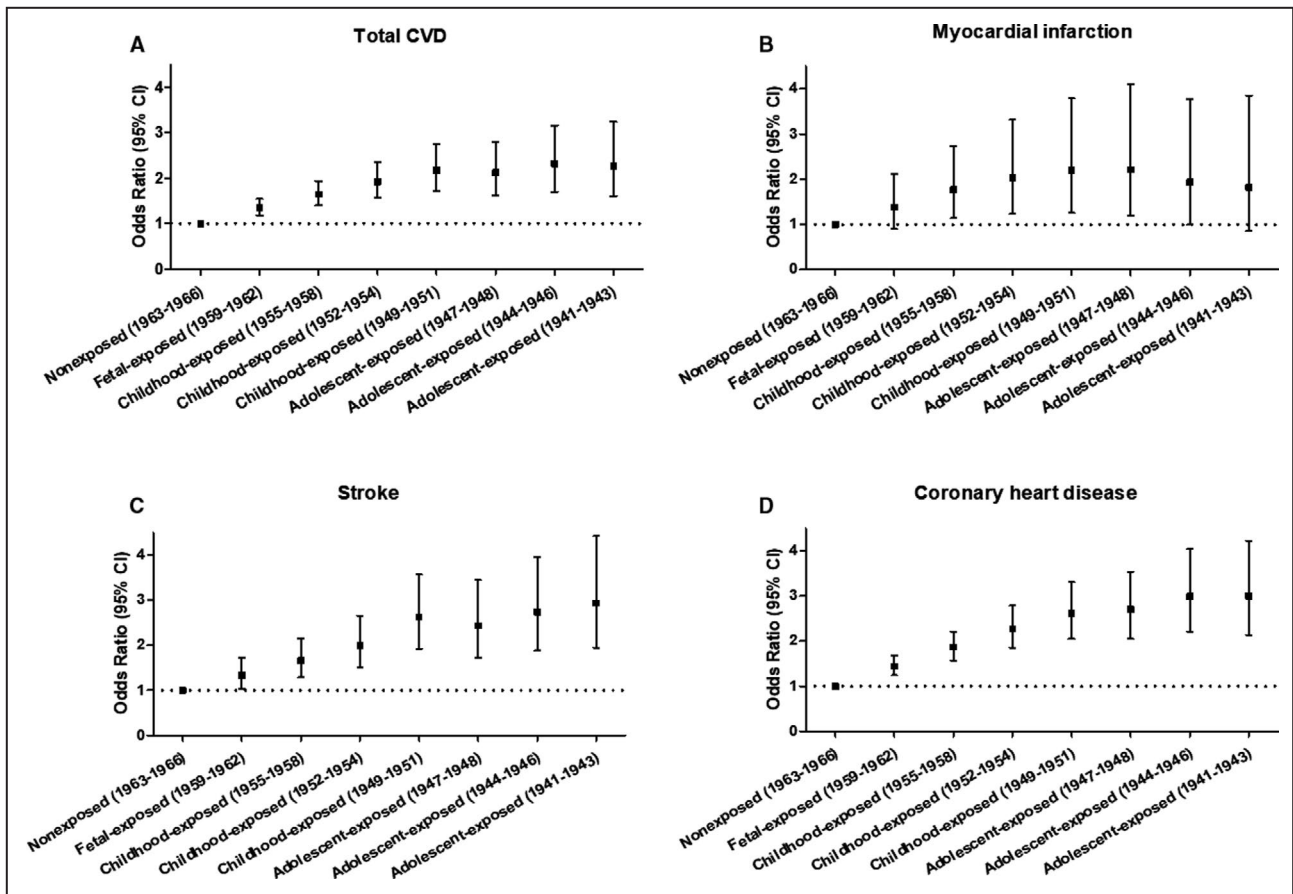 A
Total CVD
Odds Ratio (95% CI)
4
3
2
1
0
Nonexposed (1963-1966)
Fetal-exposed (1959-1962)
Childhood-exposed (1955-1958)
Childhood-exposed (1952-1954)
Childhood-exposed (1949-1951)
Adolescent-exposed (1947-1948)
Adolescent-exposed (1944-1946)
Adolescent-exposed (1941-1943)
B
Myocardial infarction
Odds Ratio (95% CI)
4
3
2
1
0
Nonexposed (1963-1966)
Fetal-exposed (1959-1962)
Childhood-exposed (1955-1958)
Childhood-exposed (1952-1954)
Childhood-exposed (1949-1951)
Adolescent-exposed (1947-1948)
Adolescent-exposed (1944-1946)
Adolescent-exposed (1941-1943)
C
Stroke
Odds Ratio (95% CI)
4
3
2
1
0
Nonexposed (1963-1966)
Fetal-exposed (1959-1962)
Childhood-exposed (1955-1958)
Childhood-exposed (1952-1954)
Childhood-exposed (1949-1951)
Adolescent-exposed (1947-1948)
Adolescent-exposed (1944-1946)
Adolescent-exposed (1941-1943)
D
Coronary heart disease
Odds Ratio (95% CI)
4
3
2
1
0
Nonexposed (1963-1966)
Fetal-exposed (1959-1962)
Childhood-exposed (1955-1958)
Childhood-exposed (1952-1954)
Childhood-exposed (1949-1951)
Adolescent-exposed (1947-1948)
Adolescent-exposed (1944-1946)
Adolescent-exposed (1941-1943)